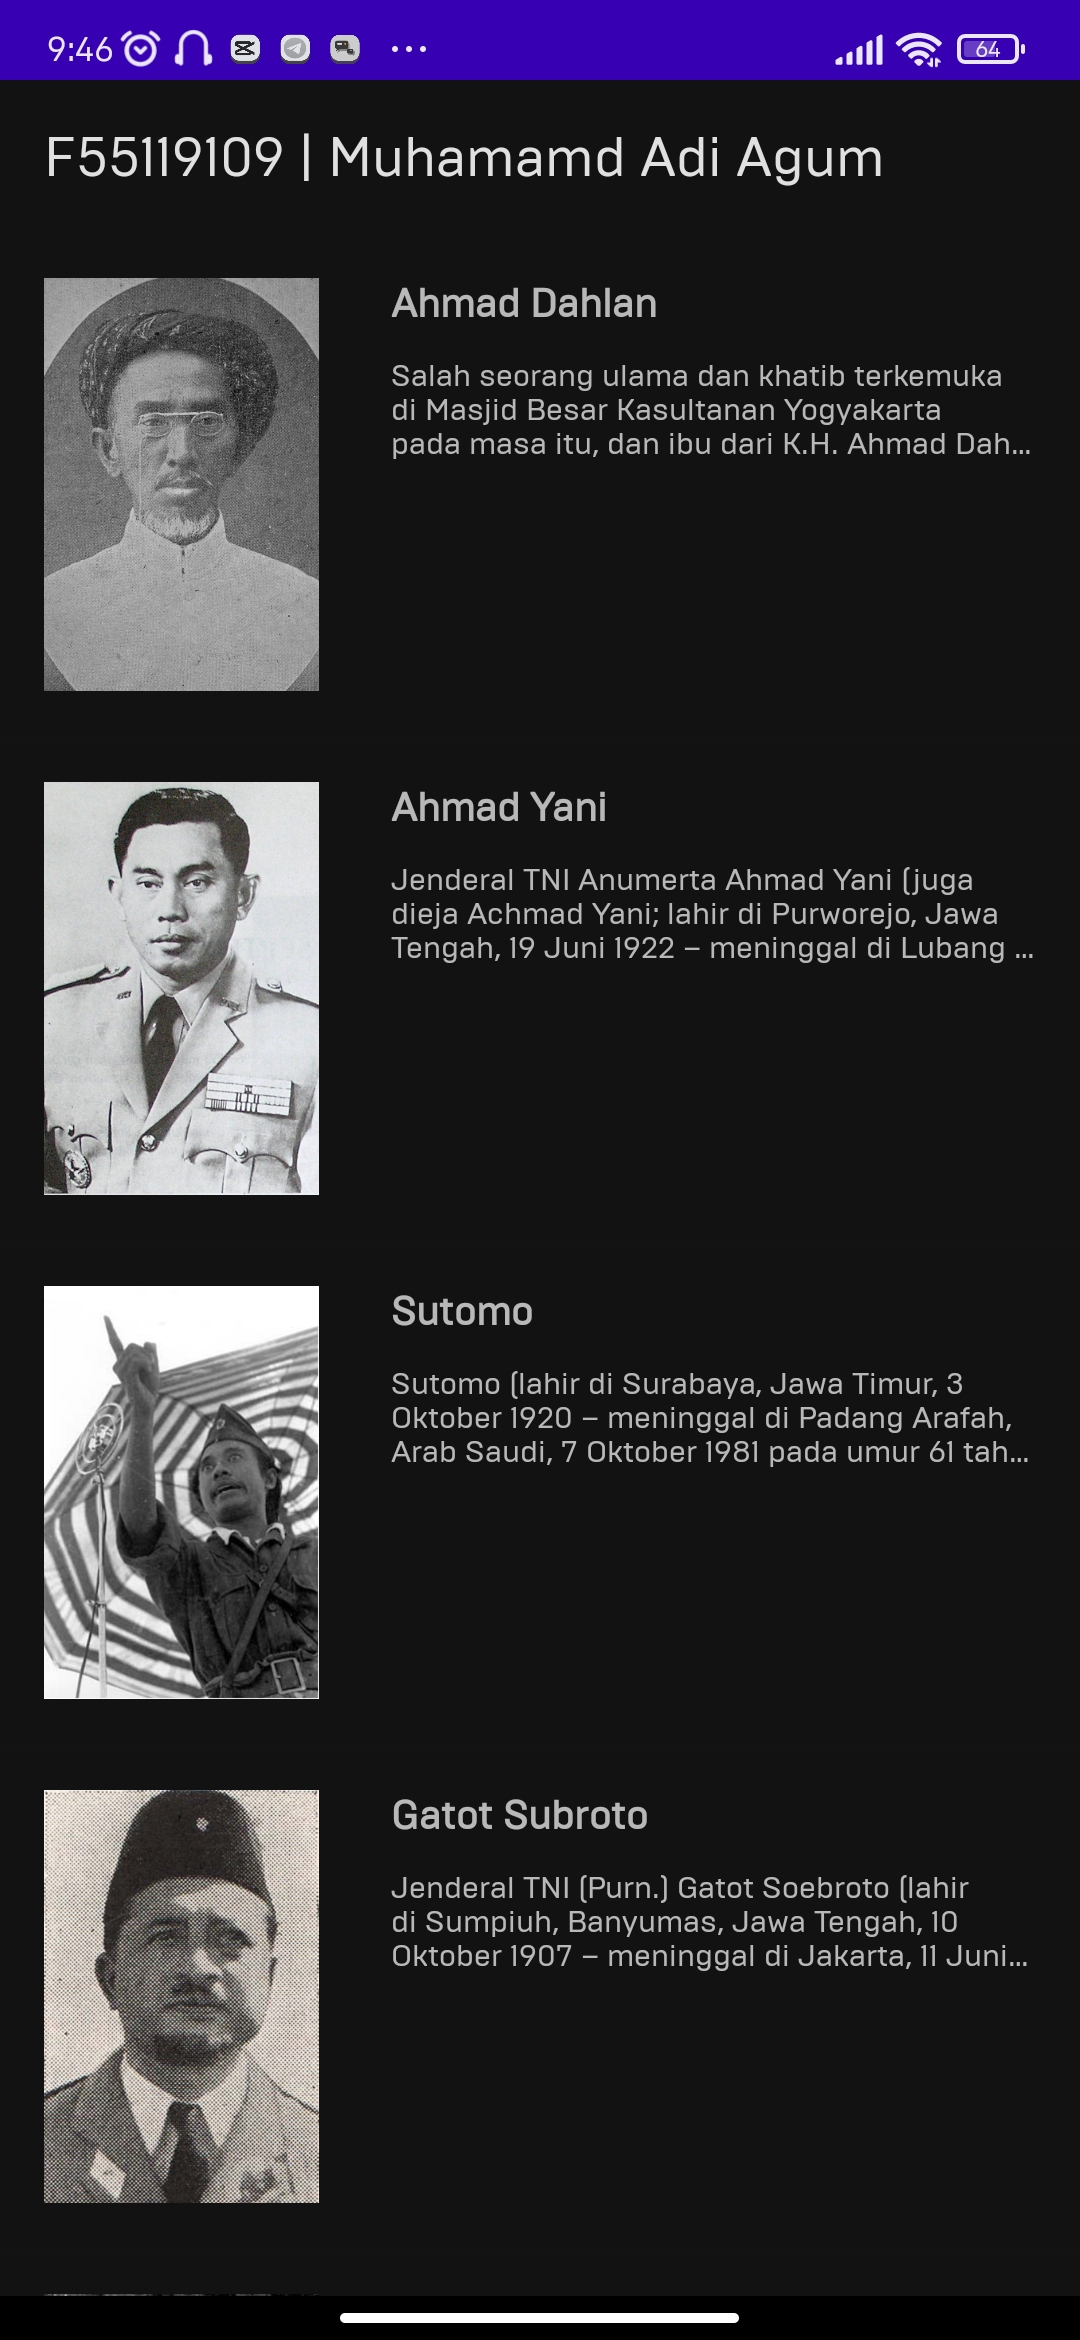 9:46 64
F55119109 | Muhamamd Adi Agum
Ahmad Dahlan
Salah seorang ulama dan khatib terkemuka
di Masjid Besar Kasultanan Yogyakarta
pada masa itu, dan ibu dari K.H. Ahmad Dah...
Ahmad Yani
Jenderal TNI Anumerta Ahmad Yani (juga
dieja Achmad Yani; lahir di Purworejo, Jawa
Tengah, 19 Juni 1922 – meninggal di Lubang ...
Sutomo
Sutomo (lahir di Surabaya, Jawa Timur, 3
Oktober 1920 – meninggal di Padang Arafah,
Arab Saudi, 7 Oktober 1981 pada umur 61 tah...
Gatot Subroto
Jenderal TNI (Purn.) Gatot Soebroto (lahir
di Sumpiuh, Banyumas, Jawa Tengah, 10
Oktober 1907 – meninggal di Jakarta, 11 Juni...